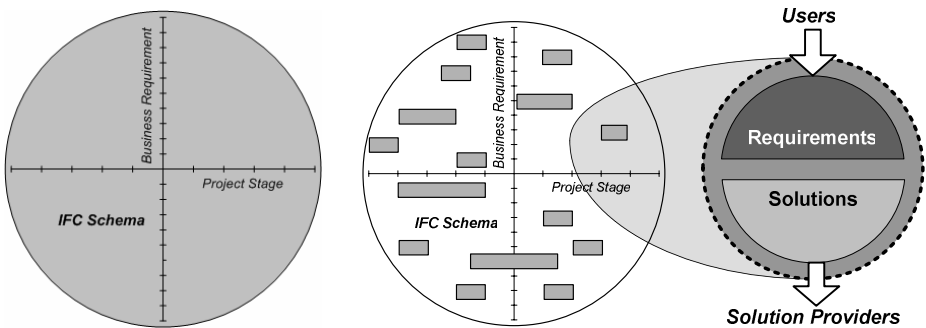 Business Requirement
Project Stage
IFC Schema
Business Requirement
Project Stage
IFC Schema
Users
Requirements
Solutions
Solution Providers